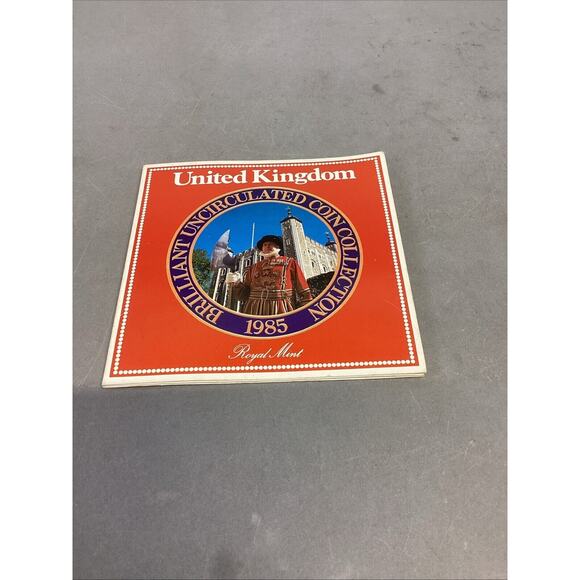 United Kingdom
BRILLIANT UNCIRCULATED COIN COLLECTION
1985
Royal Mint